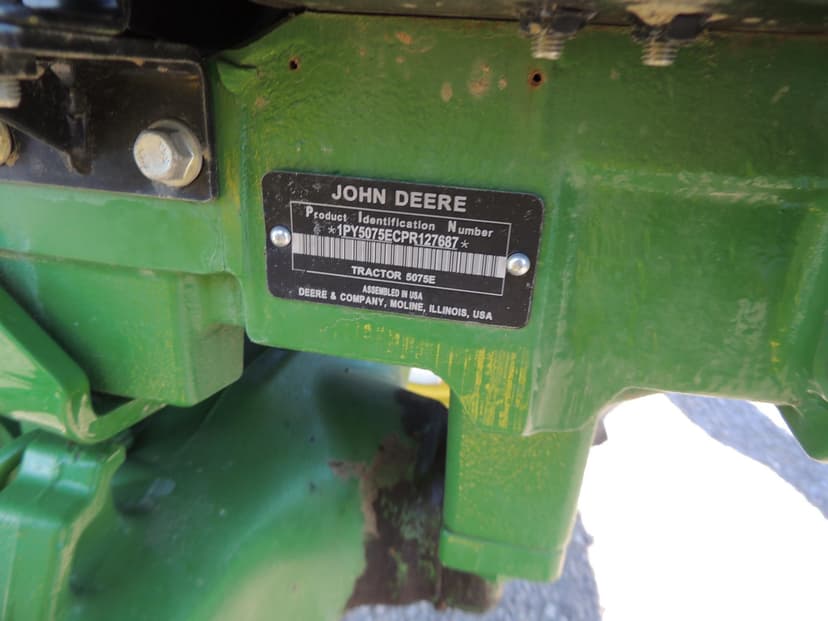 JOHN DEERE
Product Identification Number
*1PY5075ECPR127687*
TRACTOR 5075E
ASSEMBLED IN USA
DEERE & COMPANY, MOLINE, ILLINOIS, USA